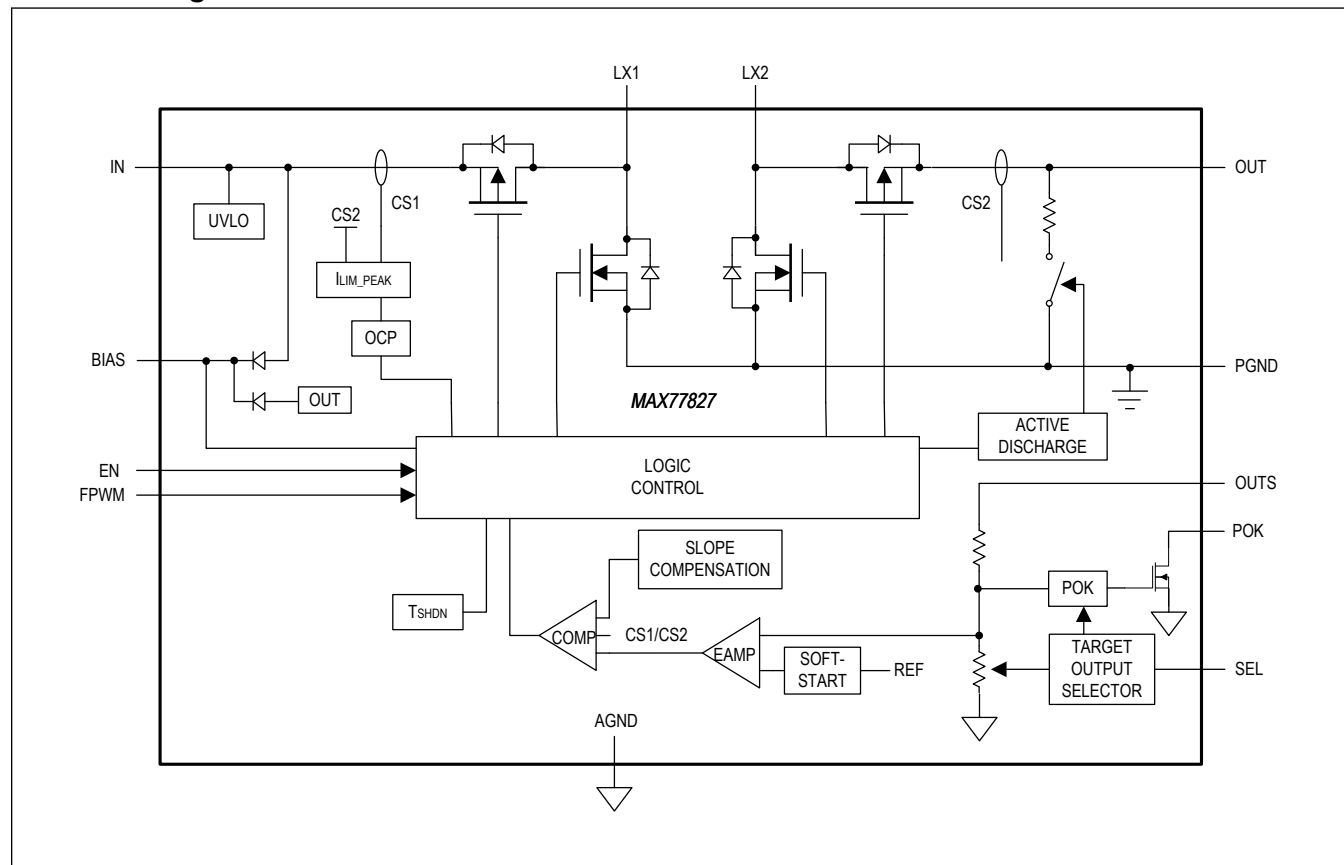 LX1
LX2
IN
OUT
CS1
CS2
CS2
UVLO
ILIM_PEAK
OCP
BIAS
OUT
PGND
MAX77827
ACTIVE
DISCHARGE
LOGIC
CONTROL
EN
FPWM
OUTS
POK
SLOPE
COMPENSATION
POK
TSHDN
COMP
CS1/CS2
EAMP
SOFT-
START
REF
TARGET
OUTPUT
SELECTOR
SEL
AGND